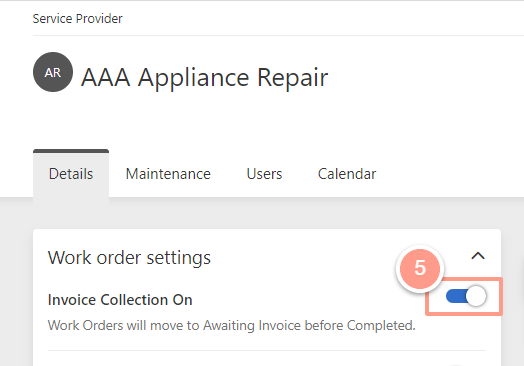 Service Provider
AR
AAA Appliance Repair
Details Maintenance Users Calendar
Work order settings
5
Invoice Collection On
Work Orders will move to Awaiting Invoice before Completed.